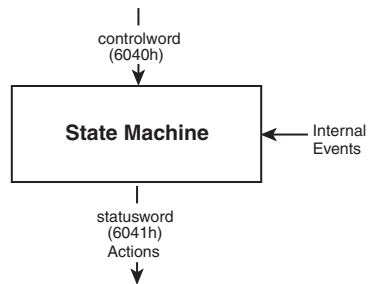 controlword
(6040h)
State Machine
Internal
Events
statusword
(6041h)
Actions